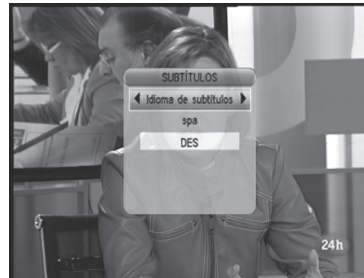 SUBTÍTULOS
Idioma de subtítulos
spa
DES
24h